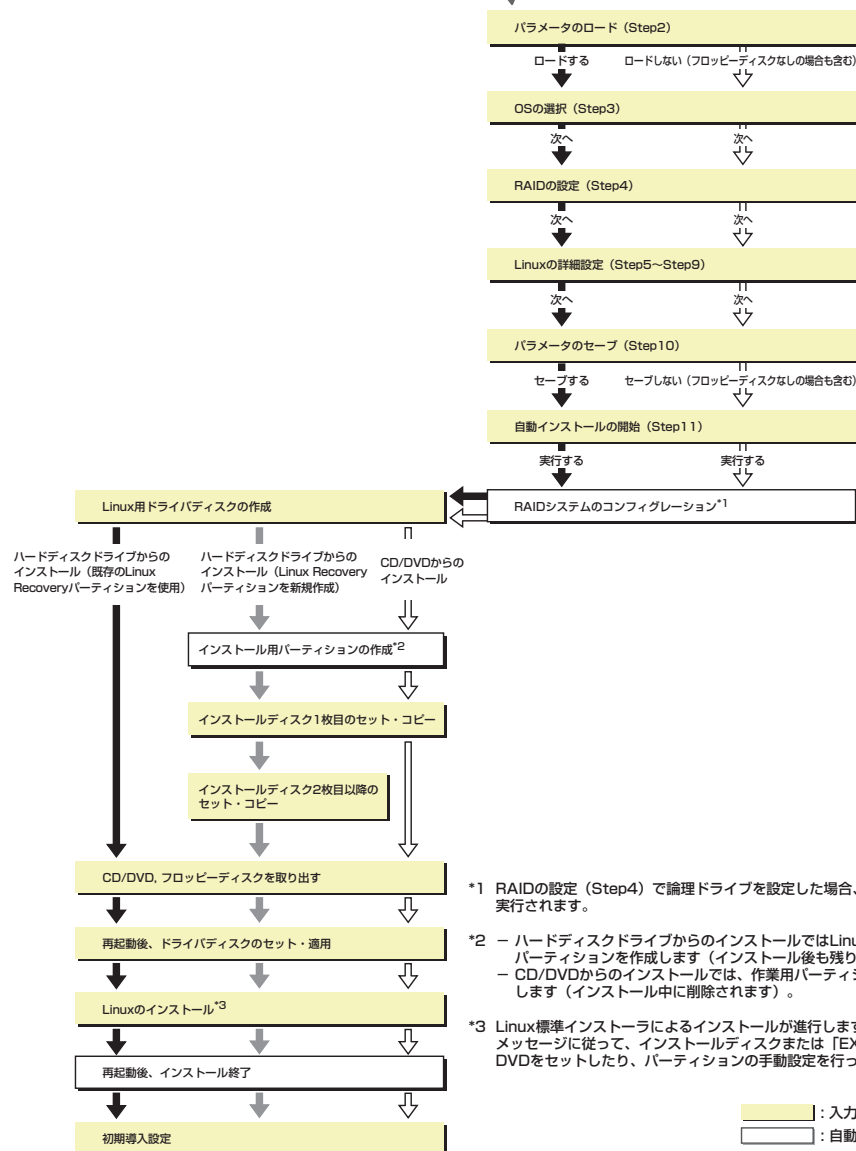 パラメータのロード（Step2）
ロードする
ロードしない（フロッピーディスクなしの場合も含む）
OSの選択（Step3）
次へ
次へ
RAIDの設定（Step4）
次へ
次へ
Linuxの詳細設定（Step5～Step9）
次へ
次へ
パラメータのセーブ（Step10）
セーブする
セーブしない（フロッピーディスクなしの場合も含む）
自動インストールの開始（Step11）
実行する
実行する
RAIDシステムのコンフィグレーション*1
Linux用ドライバディスクの作成
ハードディスクドライブからの
インストール（既存のLinux
Recoveryパーティションを使用）
ハードディスクドライブからの
インストール（Linux Recovery
パーティションを新規作成）
CD/DVDからの
インストール
インストール用パーティションの作成*2
インストールディスク1枚目のセット・コピー
インストールディスク2枚目以降の
セット・コピー
CD/DVD, フロッピーディスクを取り出す
再起動後、ドライバディスクのセット・適用
Linuxのインストール*3
再起動後、インストール終了
初期導入設定
*1 RAIDの設定（Step4）で論理ドライブを設定した場合、
実行されます。
*2 － ハードディスクドライブからのインストールではLinu
パーティションを作成します（インストール後も残り
－ CD/DVDからのインストールでは、作業用パーティシ
します（インストール中に削除されます）。
*3 Linux標準インストーラによるインストールが進行します
メッセージに従って、インストールディスクまたは「EX
DVDをセットしたり、パーティションの手動設定を行っ
：入力
：自動